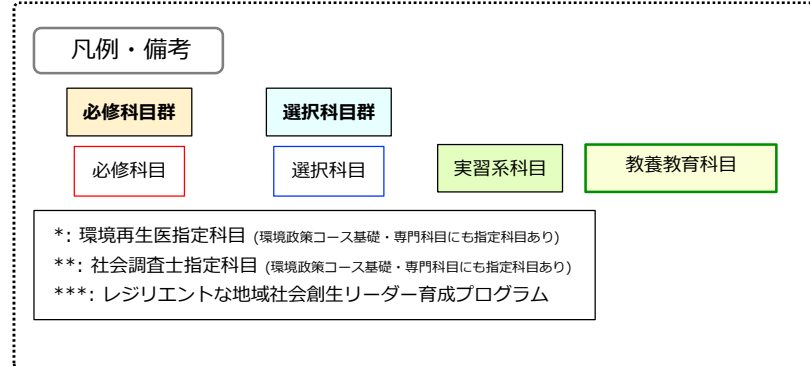 凡例・備考
必修科目群 選択科目群
必修科目 選択科目 実習系科目 教養教育科目
*: 環境再生医指定科目 (環境政策コース基礎・専門科目にも指定科目あり)
**: 社会調査士指定科目 (環境政策コース基礎・専門科目にも指定科目あり)
***: レジリエントな地域社会創生リーダー育成プログラム